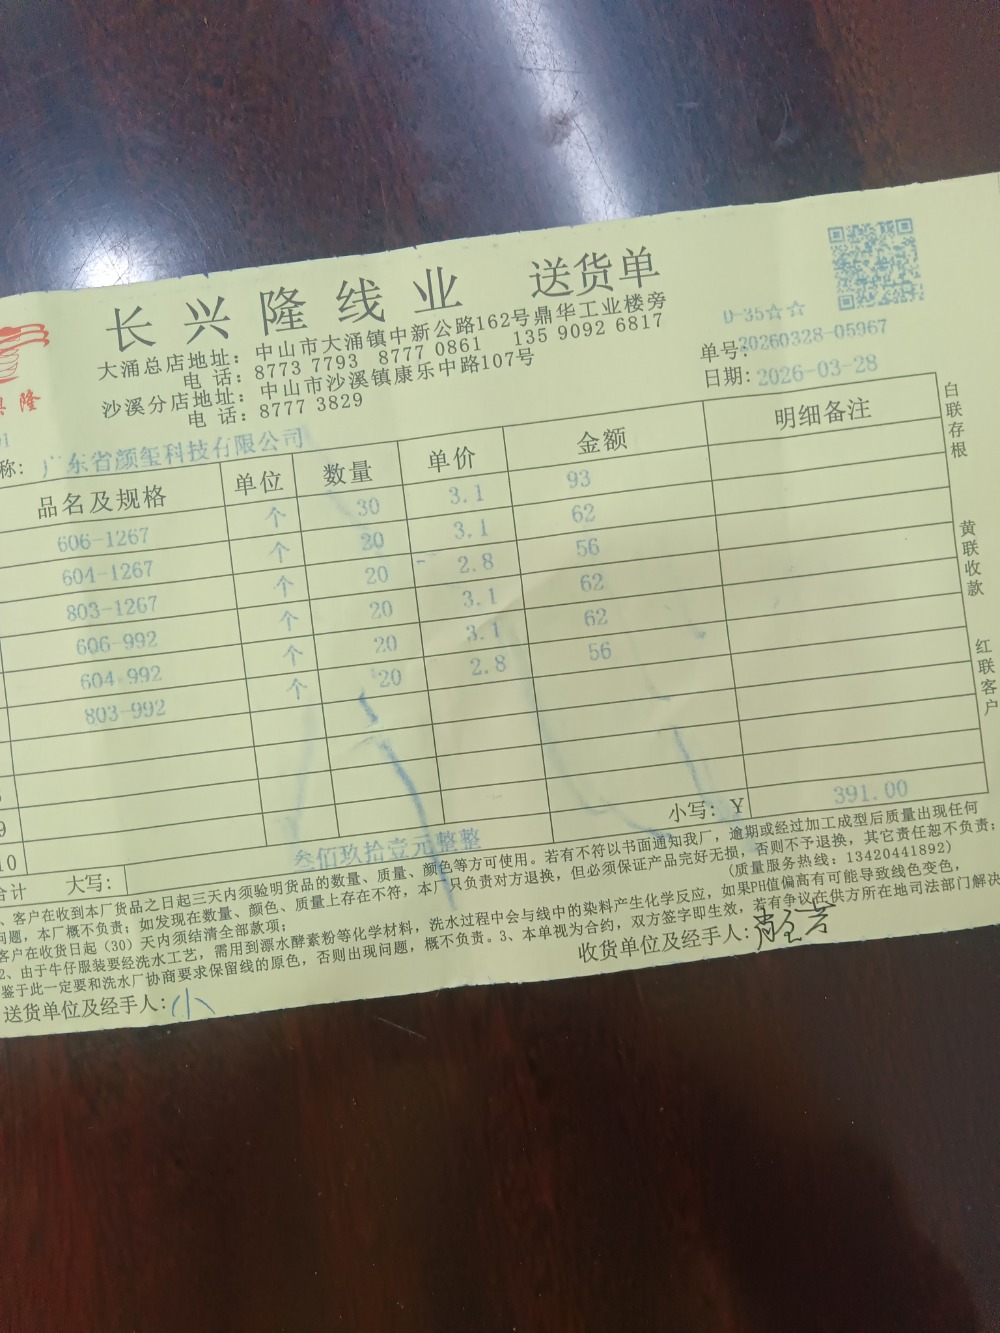 长兴隆线业 送货单
大涌总店地址：中山市大涌镇中新公路162号鼎华工业楼旁
电 话：8773 7793 8777 0861 135 9092 6817
沙溪分店地址：中山市沙溪镇康乐中路107号
电 话：8777 3829
隆
D-35☆☆
单号:20260328-05967
日期:2026-03-28
01
称: 广东省颜玺科技有限公司
品名及规格 单位 数量 单价 金额 明细备注
606-1267 个 30 3.1 93
604-1267 个 20 3.1 62
803-1267 个 20 2.8 56
606-992 个 20 3.1 62
604-992 个 20 3.1 62
803-992 个 20 2.8 56
9
10
合计 大写: 叁佰玖拾壹元整整 小写: Y 391.00
、客户在收到本厂货品之日起三天内须验明货品的数量、质量、颜色等方可使用。若有不符以书面通知我厂，逾期或经过加工成型后质量出现任何
问题，本厂概不负责；如发现在数量、颜色、质量上存在不符，本厂只负责对方退换，但必须保证产品完好无损，否则不予退换，其它责任恕不负责；
客户在收货日起（30）天内须结清全部款项； (质量服务热线: 13420441892)
2、由于牛仔服装要经洗水工艺，需用到漂水酵素粉等化学材料，洗水过程中会与线中的染料产生化学反应，如果PH值偏高有可能导致线色变色，
鉴于此一定要和洗水厂协商要求保留线的原色，否则出现问题，概不负责。3、本单视为合约，双方签字即生效，若有争议在供方所在地司法部门解决
送货单位及经手人: 小
收货单位及经手人:
白联存根
黄联收款
红联客户